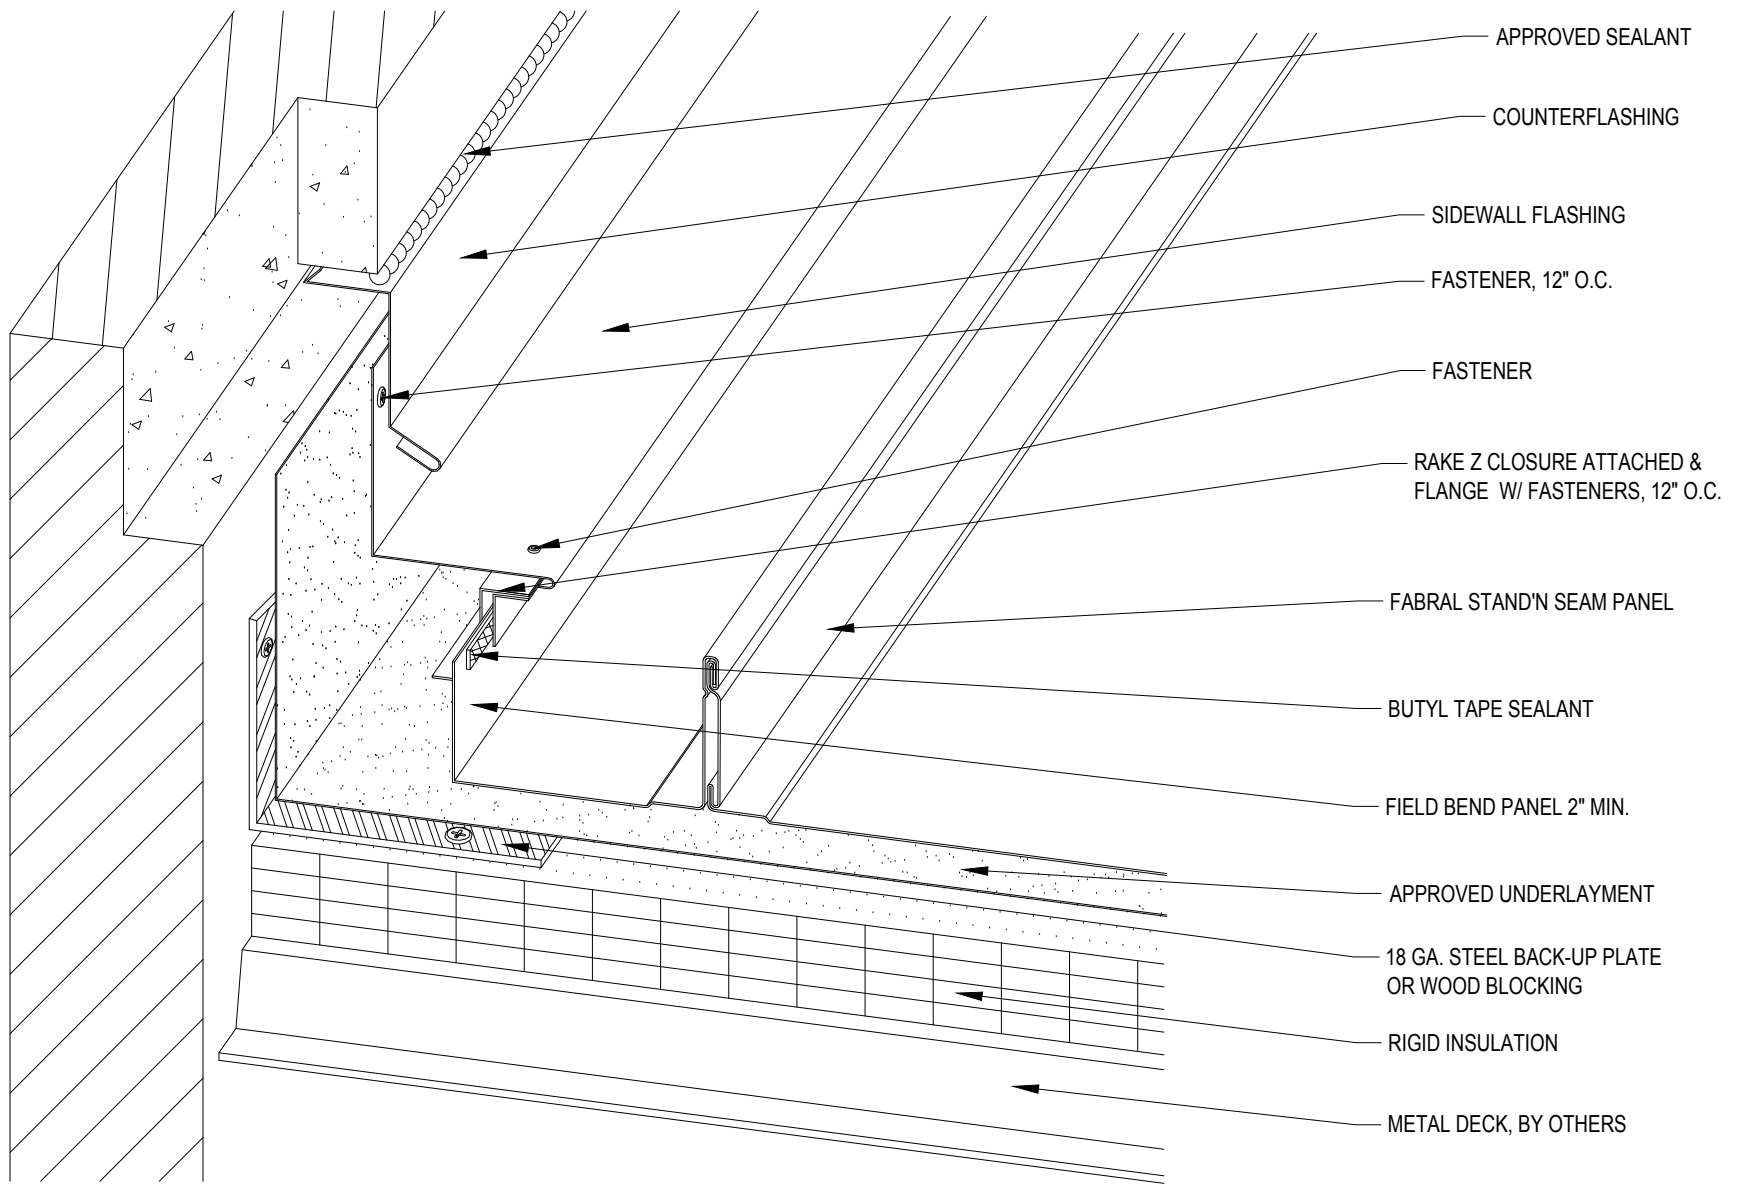 APPROVED SEALANT
COUNTERFLASHING
SIDEWALL FLASHING
FASTENER, 12" O.C.
FASTENER
RAKE Z CLOSURE ATTACHED &
FLANGE W/ FASTENERS, 12" O.C.
FABRAL STAND'N SEAM PANEL
BUTYL TAPE SEALANT
FIELD BEND PANEL 2" MIN.
APPROVED UNDERLAYMENT
18 GA. STEEL BACK-UP PLATE
OR WOOD BLOCKING
RIGID INSULATION
METAL DECK, BY OTHERS